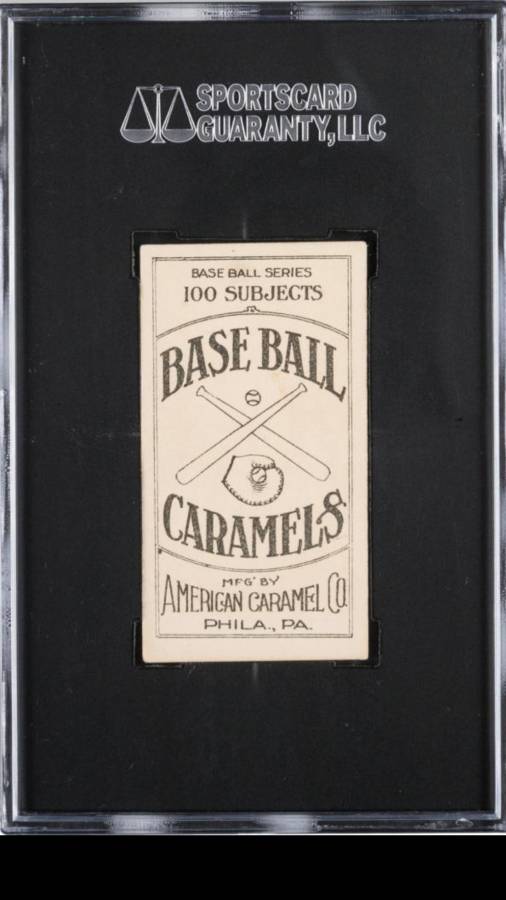 SPORTSCARD
GUARANTY, LLC
BASE BALL SERIES
100 SUBJECTS
BASE BALL
CARAMELS
MFG' BY
AMERICAN CARAMEL CO.
PHILA., PA.